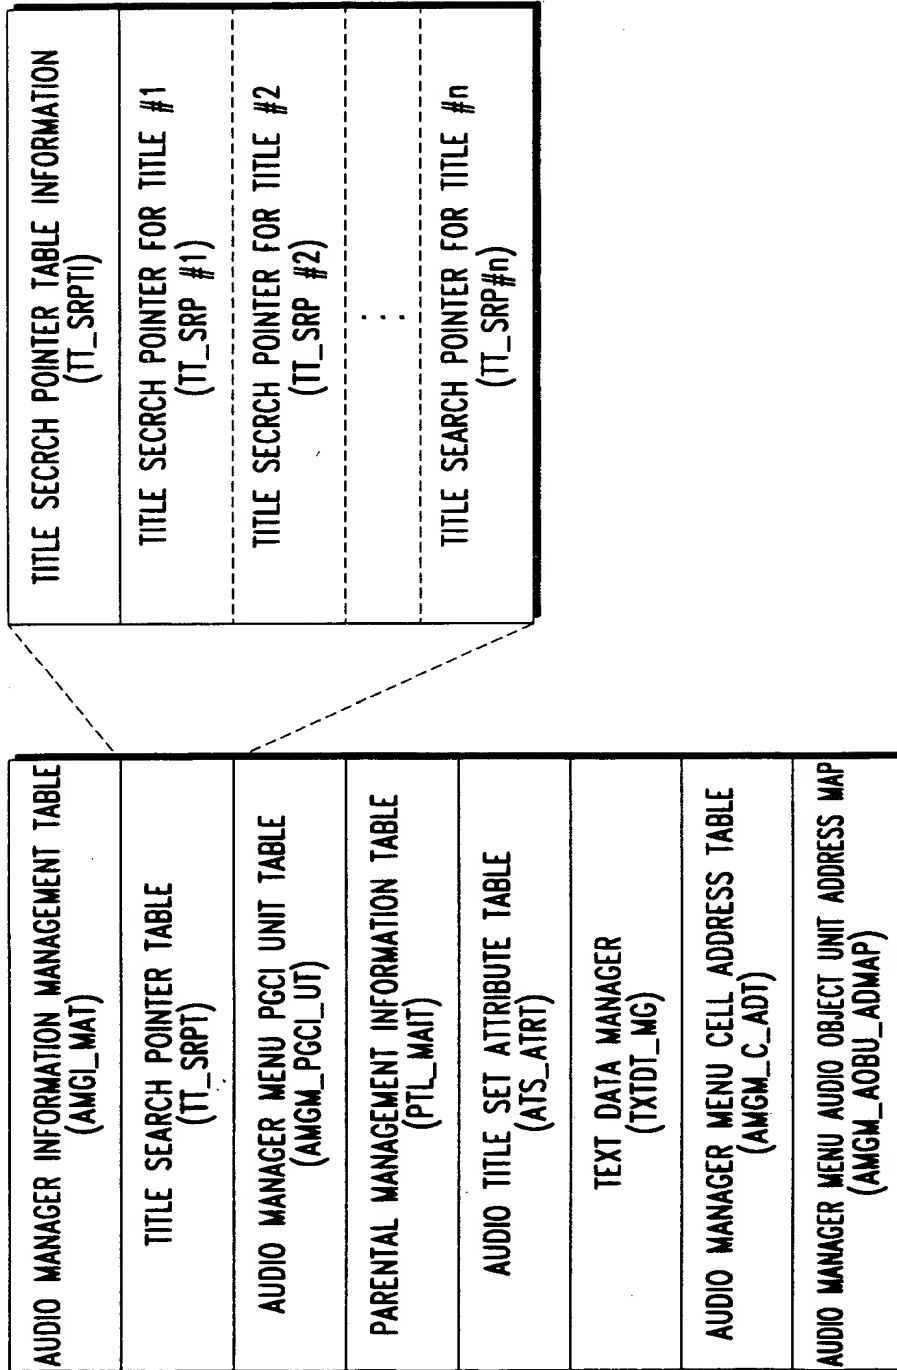 AUDIO MANAGER INFORMATION MANAGEMENT TABLE
(AMGI_MAT)
TITLE SEARCH POINTER TABLE
(TT_SRPT)
AUDIO MANAGER MENU PGCI UNIT TABLE
(AMGM_PGCI_UT)
PARENTAL MANAGEMENT INFORMATION TABLE
(PTL_MAIT)
AUDIO TITLE SET ATTRIBUTE TABLE
(ATS_ATRT)
TEXT DATA MANAGER
(TXTDT_MG)
AUDIO MANAGER MENU CELL ADDRESS TABLE
(AMGM_C_ADT)
AUDIO MANAGER MENU AUDIO OBJECT UNIT ADDRESS MAP
(AMGM_AOBU_ADMAP)
TITLE SECRCH POINTER TABLE INFORMATION
(TT_SRPTI)
TITLE SECRCH POINTER FOR TITLE #1
(TT_SRP #1)
TITLE SECRCH POINTER FOR TITLE #2
(TT_SRP #2)
. . .
TITLE SEARCH POINTER FOR TITLE #n
(TT_SRP#n)